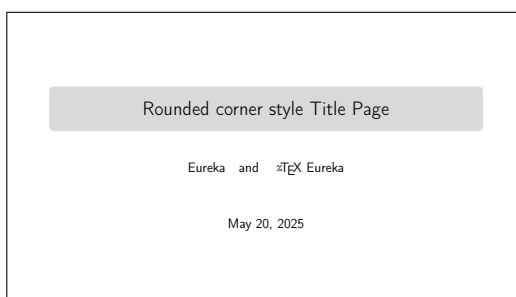 Rounded corner style Title Page
Eureka and zTEX Eureka
May 20, 2025